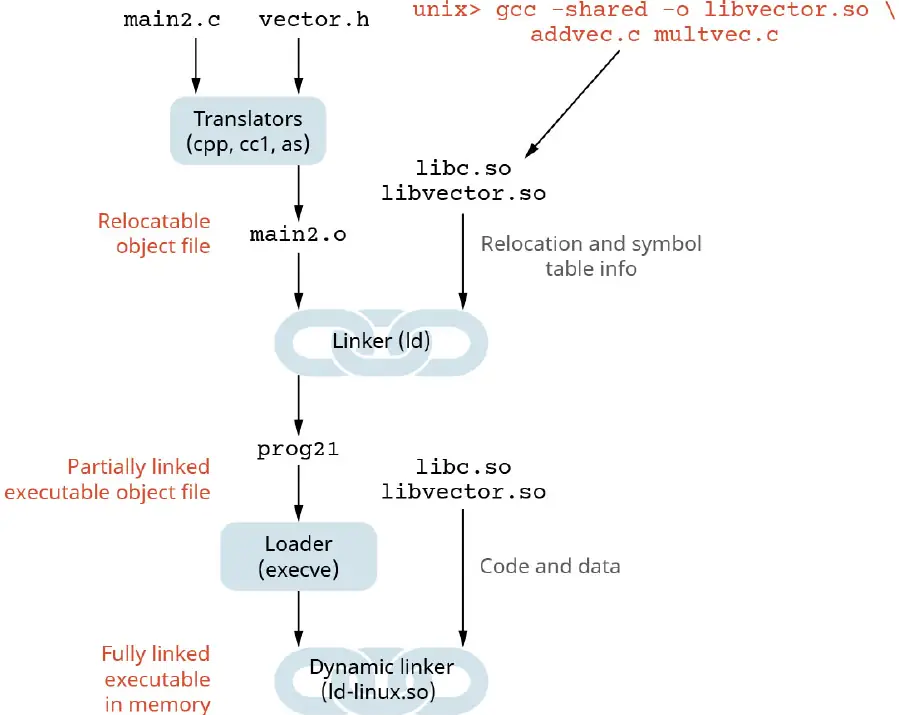 main2.c vector.h
unix> gcc -shared -o libvector.so \
addvec.c multvec.c
Translators
(cpp, cc1, as)
libc.so
libvector.so
Relocatable
object file
main2.o
Relocation and symbol
table info
Linker (ld)
prog21
Partially linked
executable object file
libc.so
libvector.so
Loader
(execve)
Code and data
Fully linked
executable
in memory
Dynamic linker
(ld-linux.so)